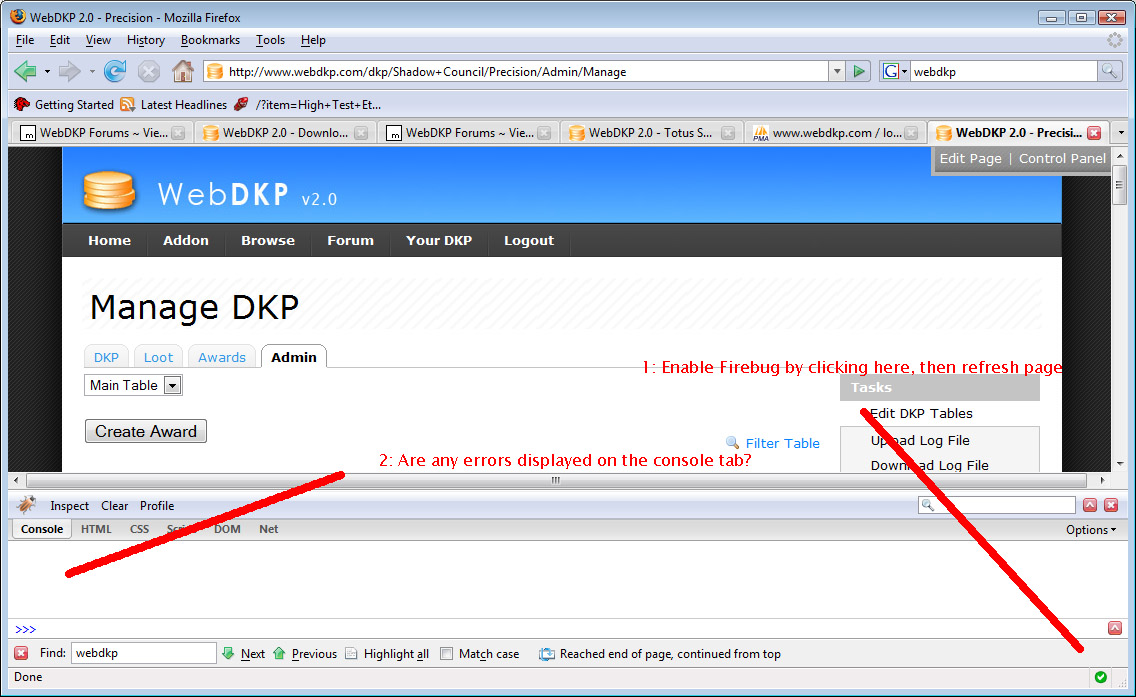 WebDKP 2.0 - Precision - Mozilla Firefox
File Edit View History Bookmarks Tools Help
http://www.webdkp.com/dkp/Shadow+Council/Precision/Admin/Manage
G webdkp
Getting Started Latest Headlines /?item=High+Test+Et...
WebDKP Forums ~ Vie... WebDKP 2.0 - Downlo... WebDKP Forums ~ Vie... WebDKP 2.0 - Totus S... www.webdkp.com / lo... WebDKP 2.0 - Precisi...
Edit Page | Control Panel
WebDKP v2.0
Home Addon Browse Forum Your DKP Logout
Manage DKP
DKP Loot Awards Admin
1: Enable Firebug by clicking here, then refresh page
Main Table
Tasks
Edit DKP Tables
Create Award
Filter Table
Upload Log File
2: Are any errors displayed on the console tab?
Download Log File
Inspect Clear Profile
Console HTML CSS Script DOM Net
Options
>>>
Find: webdkp Next Previous Highlight all Match case Reached end of page, continued from top
Done